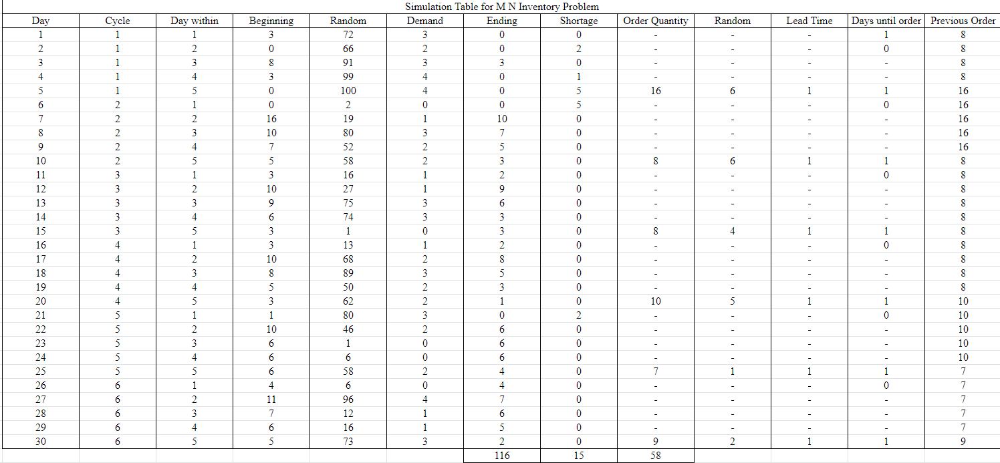 Simulation Table for M N Inventory Problem
Day Cycle Day within Beginning Random Demand Ending Shortage Order Quantity Random Lead Time Days until order Previous Order
1 1 1 3 72 3 0 0 - - - 1 8
2 1 2 0 66 2 0 2 - - - 0 8
3 1 3 8 91 3 3 0 - - - - 8
4 1 4 3 99 4 0 1 - - - - 8
5 1 5 0 100 4 0 5 16 6 1 1 16
6 2 1 0 2 0 0 5 - - - 0 16
7 2 2 16 19 1 10 0 - - - - 16
8 2 3 10 80 3 7 0 - - - - 16
9 2 4 7 52 2 5 0 - - - - 16
10 2 5 5 58 2 3 0 8 6 1 1 8
11 3 1 3 16 1 2 0 - - - 0 8
12 3 2 10 27 1 9 0 - - - - 8
13 3 3 9 75 3 6 0 - - - - 8
14 3 4 6 74 3 3 0 - - - - 8
15 3 5 3 1 0 3 0 8 4 1 1 8
16 4 1 3 13 1 2 0 - - - 0 8
17 4 2 10 68 2 8 0 - - - - 8
18 4 3 8 89 3 5 0 - - - - 8
19 4 4 5 50 2 3 0 - - - - 8
20 4 5 3 62 2 1 0 10 5 1 1 10
21 5 1 1 80 3 0 2 - - - 0 10
22 5 2 10 46 2 6 0 - - - - 10
23 5 3 6 1 0 6 0 - - - - 10
24 5 4 6 6 0 6 0 - - - - 10
25 5 5 6 58 2 4 0 7 1 1 1 7
26 6 1 4 6 0 4 0 - - - 0 7
27 6 2 11 96 4 7 0 - - - - 7
28 6 3 7 12 1 6 0 - - - - 7
29 6 4 6 16 1 5 0 - - - - 7
30 6 5 5 73 3 2 0 9 2 1 1 9
116 15 58